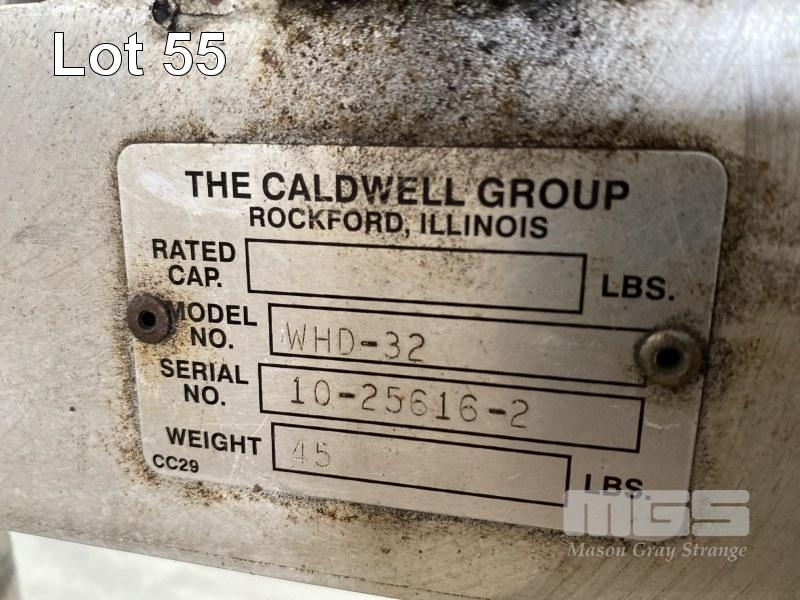 Lot 55
THE CALDWELL GROUP
ROCKFORD, ILLINOIS
RATED CAP. LBS.
MODEL NO. WHD-32
SERIAL NO. 10-25616-2
WEIGHT 45 LBS.
CC29
MGS
Mason Gray Strange